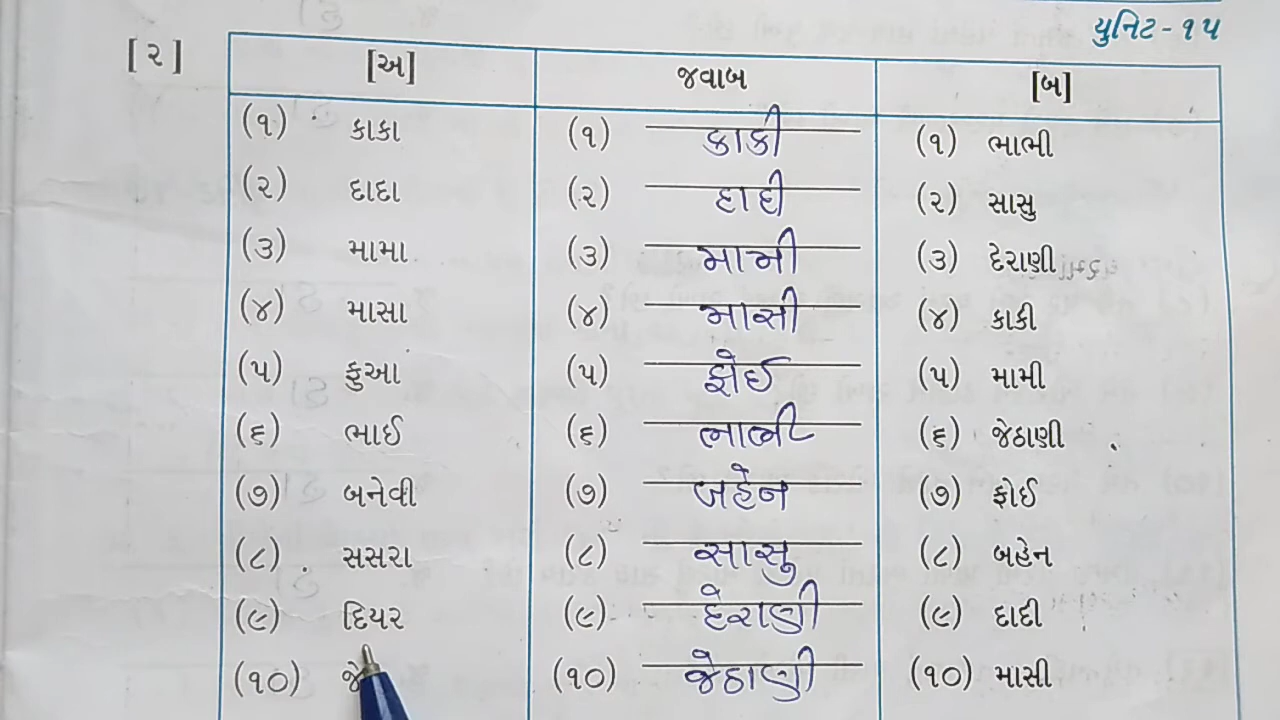 યુનિટ - ૧૫
[ ૨ ] [અ] જવાબ [બ]
(૧) કાકા (૧) કાકી (૧) ભાભી
(૨) દાદા (૨) દાદી (૨) સાસુ
(૩) મામા (૩) મામી (૩) દેરાણી
(૪) માસા (૪) માસી (૪) કાકી
(૫) ફુઆ (૫) ફોઈ (૫) મામી
(૬) ભાઈ (૬) ભાભી (૬) જેઠાણી
(૭) બનેવી (૭) બહેન (૭) ફોઈ
(૮) સસરા (૮) સાસુ (૮) બહેન
(૯) દિયર (૯) દેરાણી (૯) દાદી
(૧૦) જે (૧૦) જેઠાણી (૧૦) માસી